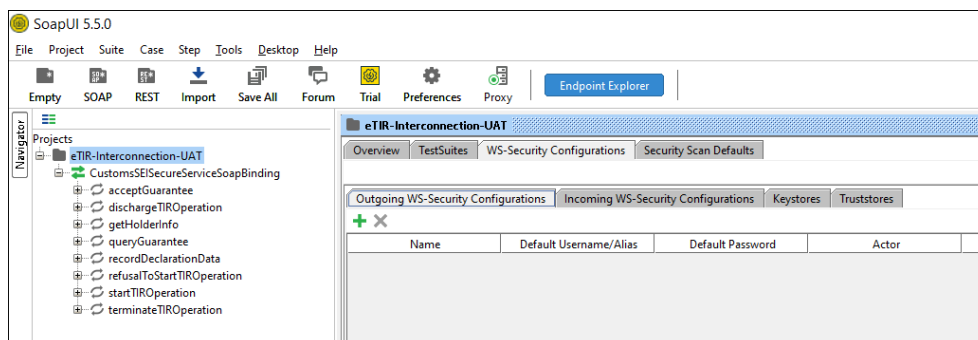 SoapUI 5.5.0
File Project Suite Case Step Tools Desktop Help
Empty SOAP REST Import Save All Forum Trial Preferences Proxy Endpoint Explorer
Navigator
Projects
eTIR-Interconnection-UAT
CustomsSEISecureServiceSoapBinding
acceptGuarantee
dischargeTIROperation
getHolderInfo
queryGuarantee
recordDeclarationData
refusalToStartTIROperation
startTIROperation
terminateTIROperation
eTIR-Interconnection-UAT
Overview TestSuites WS-Security Configurations Security Scan Defaults
Outgoing WS-Security Configurations Incoming WS-Security Configurations Keystores Truststores
Name Default Username/Alias Default Password Actor